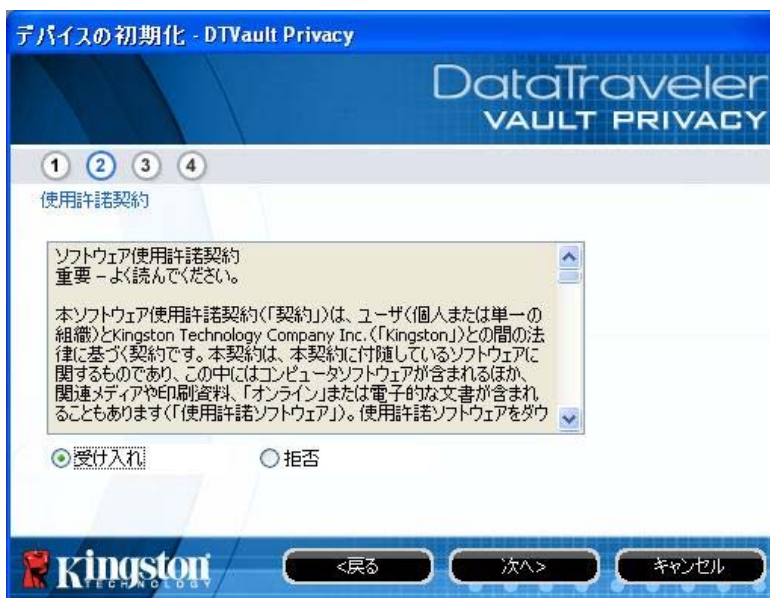 デバイスの初期化 - DTVault Privacy
DataTraveler
VAULT PRIVACY
1 2 3 4
使用許諾契約
ソフトウェア使用許諾契約
重要 – よく読んでください。
本ソフトウェア使用許諾契約(「契約」)は、ユーザ(個人または単一の
組織)とKingston Technology Company Inc.(「Kingston」)との間の法
律に基づく契約です。本契約は、本契約に付随しているソフトウェアに
関するものであり、この中にはコンピュータソフトウェアが含まれるほか、
関連メディアや印刷資料、「オンライン」または電子的な文書が含まれ
ることもあります(「使用許諾ソフトウェア」)。使用許諾ソフトウェアをダウ
受け入れ 拒否
Kingston
TECHNOLOGY
<戻る 次へ> キャンセル